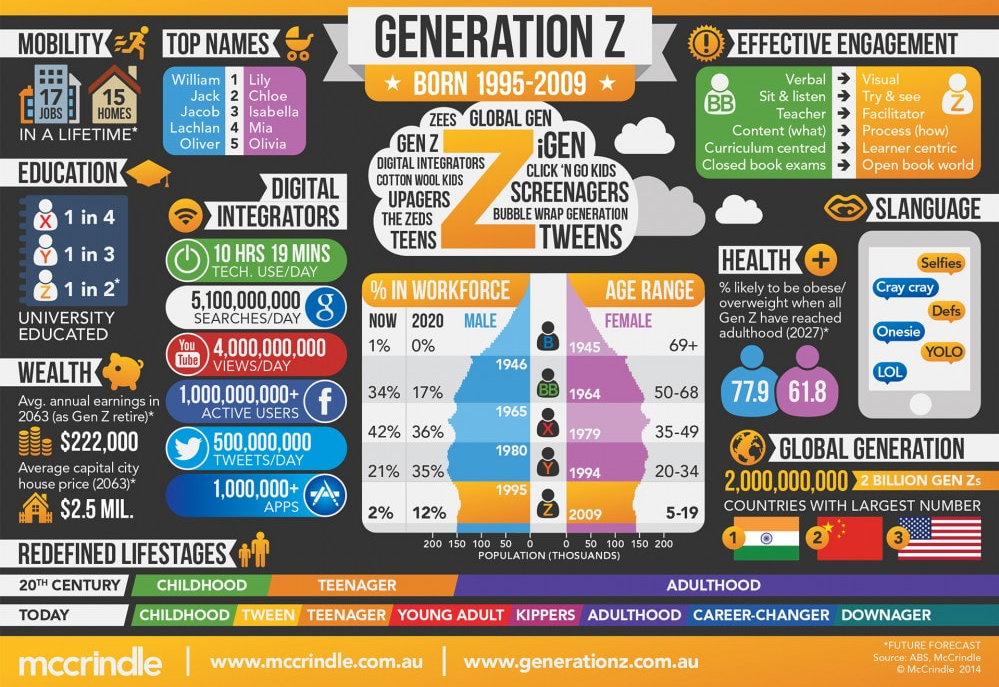 GENERATION Z
★ BORN 1995-2009 ★
MOBILITY
17 JOBS
15 HOMES
IN A LIFETIME*
TOP NAMES
William 1 Lily
Jack 2 Chloe
Jacob 3 Isabella
Lachlan 4 Mia
Oliver 5 Olivia
EDUCATION
X 1 in 4
Y 1 in 3
Z 1 in 2*
UNIVERSITY
EDUCATED
WEALTH
Avg. annual earnings in
2063 (as Gen Z retire)*
$222,000
Average capital city
house price (2063)*
$2.5 MIL.
DIGITAL
INTEGRATORS
10 HRS 19 MINS
TECH. USE/DAY
5,100,000,000
SEARCHES/DAY
g
You
Tube
4,000,000,000
VIEWS/DAY
1,000,000,000+
ACTIVE USERS
f
500,000,000
TWEETS/DAY
1,000,000+
APPS
ZEES
GLOBAL GEN
GEN Z
iGEN
DIGITAL INTEGRATORS
CLICK 'N GO KIDS
COTTON WOOL KIDS
SCREENAGERS
UPAGERS
BUBBLE WRAP GENERATION
THE ZEDS
TEENS
TWEENS
Z
% IN WORKFORCE
AGE RANGE
NOW 2020 MALE FEMALE
1% 0% B 1945 69+
1946
34% 17% BB 1964 50-68
1965
42% 36% X 1979 35-49
1980
21% 35% Y 1994 20-34
1995
2% 12% Z 2009 5-19
200 150 100 50 0 0 50 100 150 200
POPULATION (THOUSANDS)
EFFECTIVE ENGAGEMENT
BB
Z
Verbal Visual
Sit & listen Try & see
Teacher Facilitator
Content (what) Process (how)
Curriculum centred Learner centric
Closed book exams Open book world
SLANGUAGE
Selfies
Cray cray
Defs
Onesie
YOLO
LOL
HEALTH +
% likely to be obese/
overweight when all
Gen Z have reached
adulthood (2027)*
77.9 61.8
GLOBAL GENERATION
2,000,000,000 2 BILLION GEN Zs
COUNTRIES WITH LARGEST NUMBER
1 2 3
REDEFINED LIFESTAGES
20TH CENTURY CHILDHOOD TEENAGER ADULTHOOD
TODAY CHILDHOOD TWEEN TEENAGER YOUNG ADULT KIPPERS ADULTHOOD CAREER-CHANGER DOWNAGER
mccrindle | www.mccrindle.com.au | www.generationz.com.au
*FUTURE FORECAST
Source: ABS, McCrindle
© McCrindle 2014